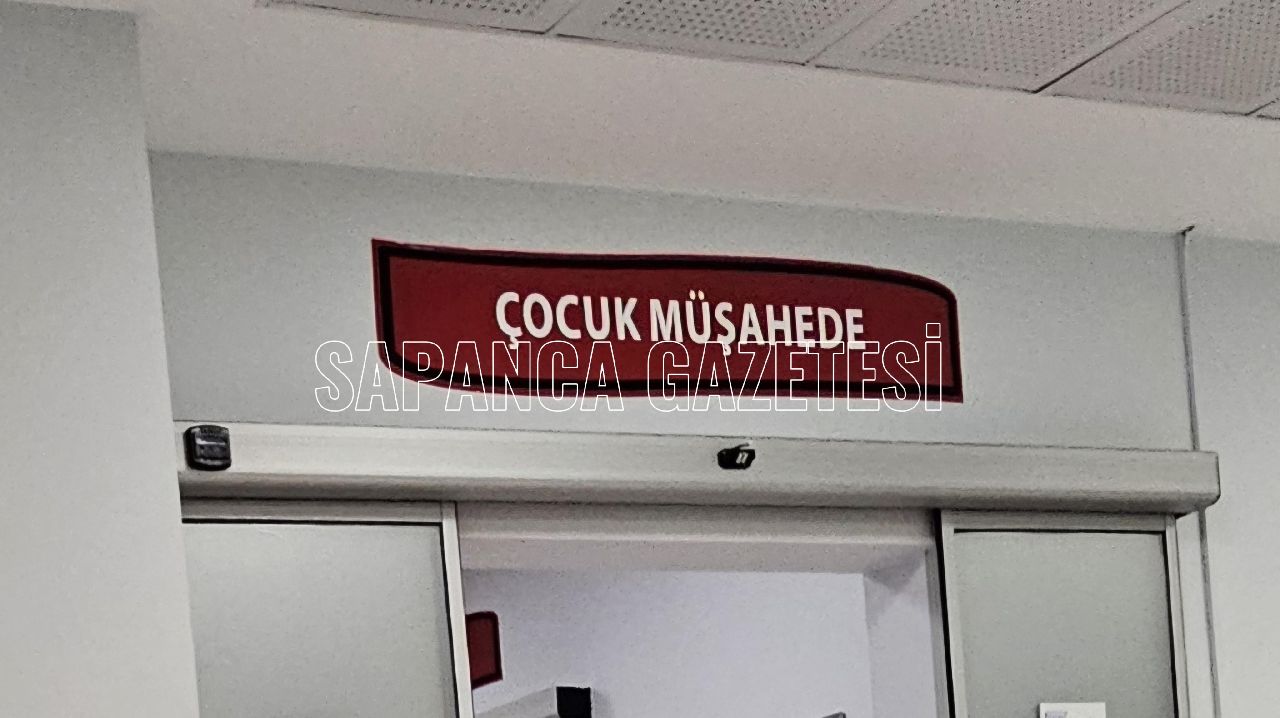 ÇOCUK MÜŞAHEDE
SAPANCA GAZETESİ